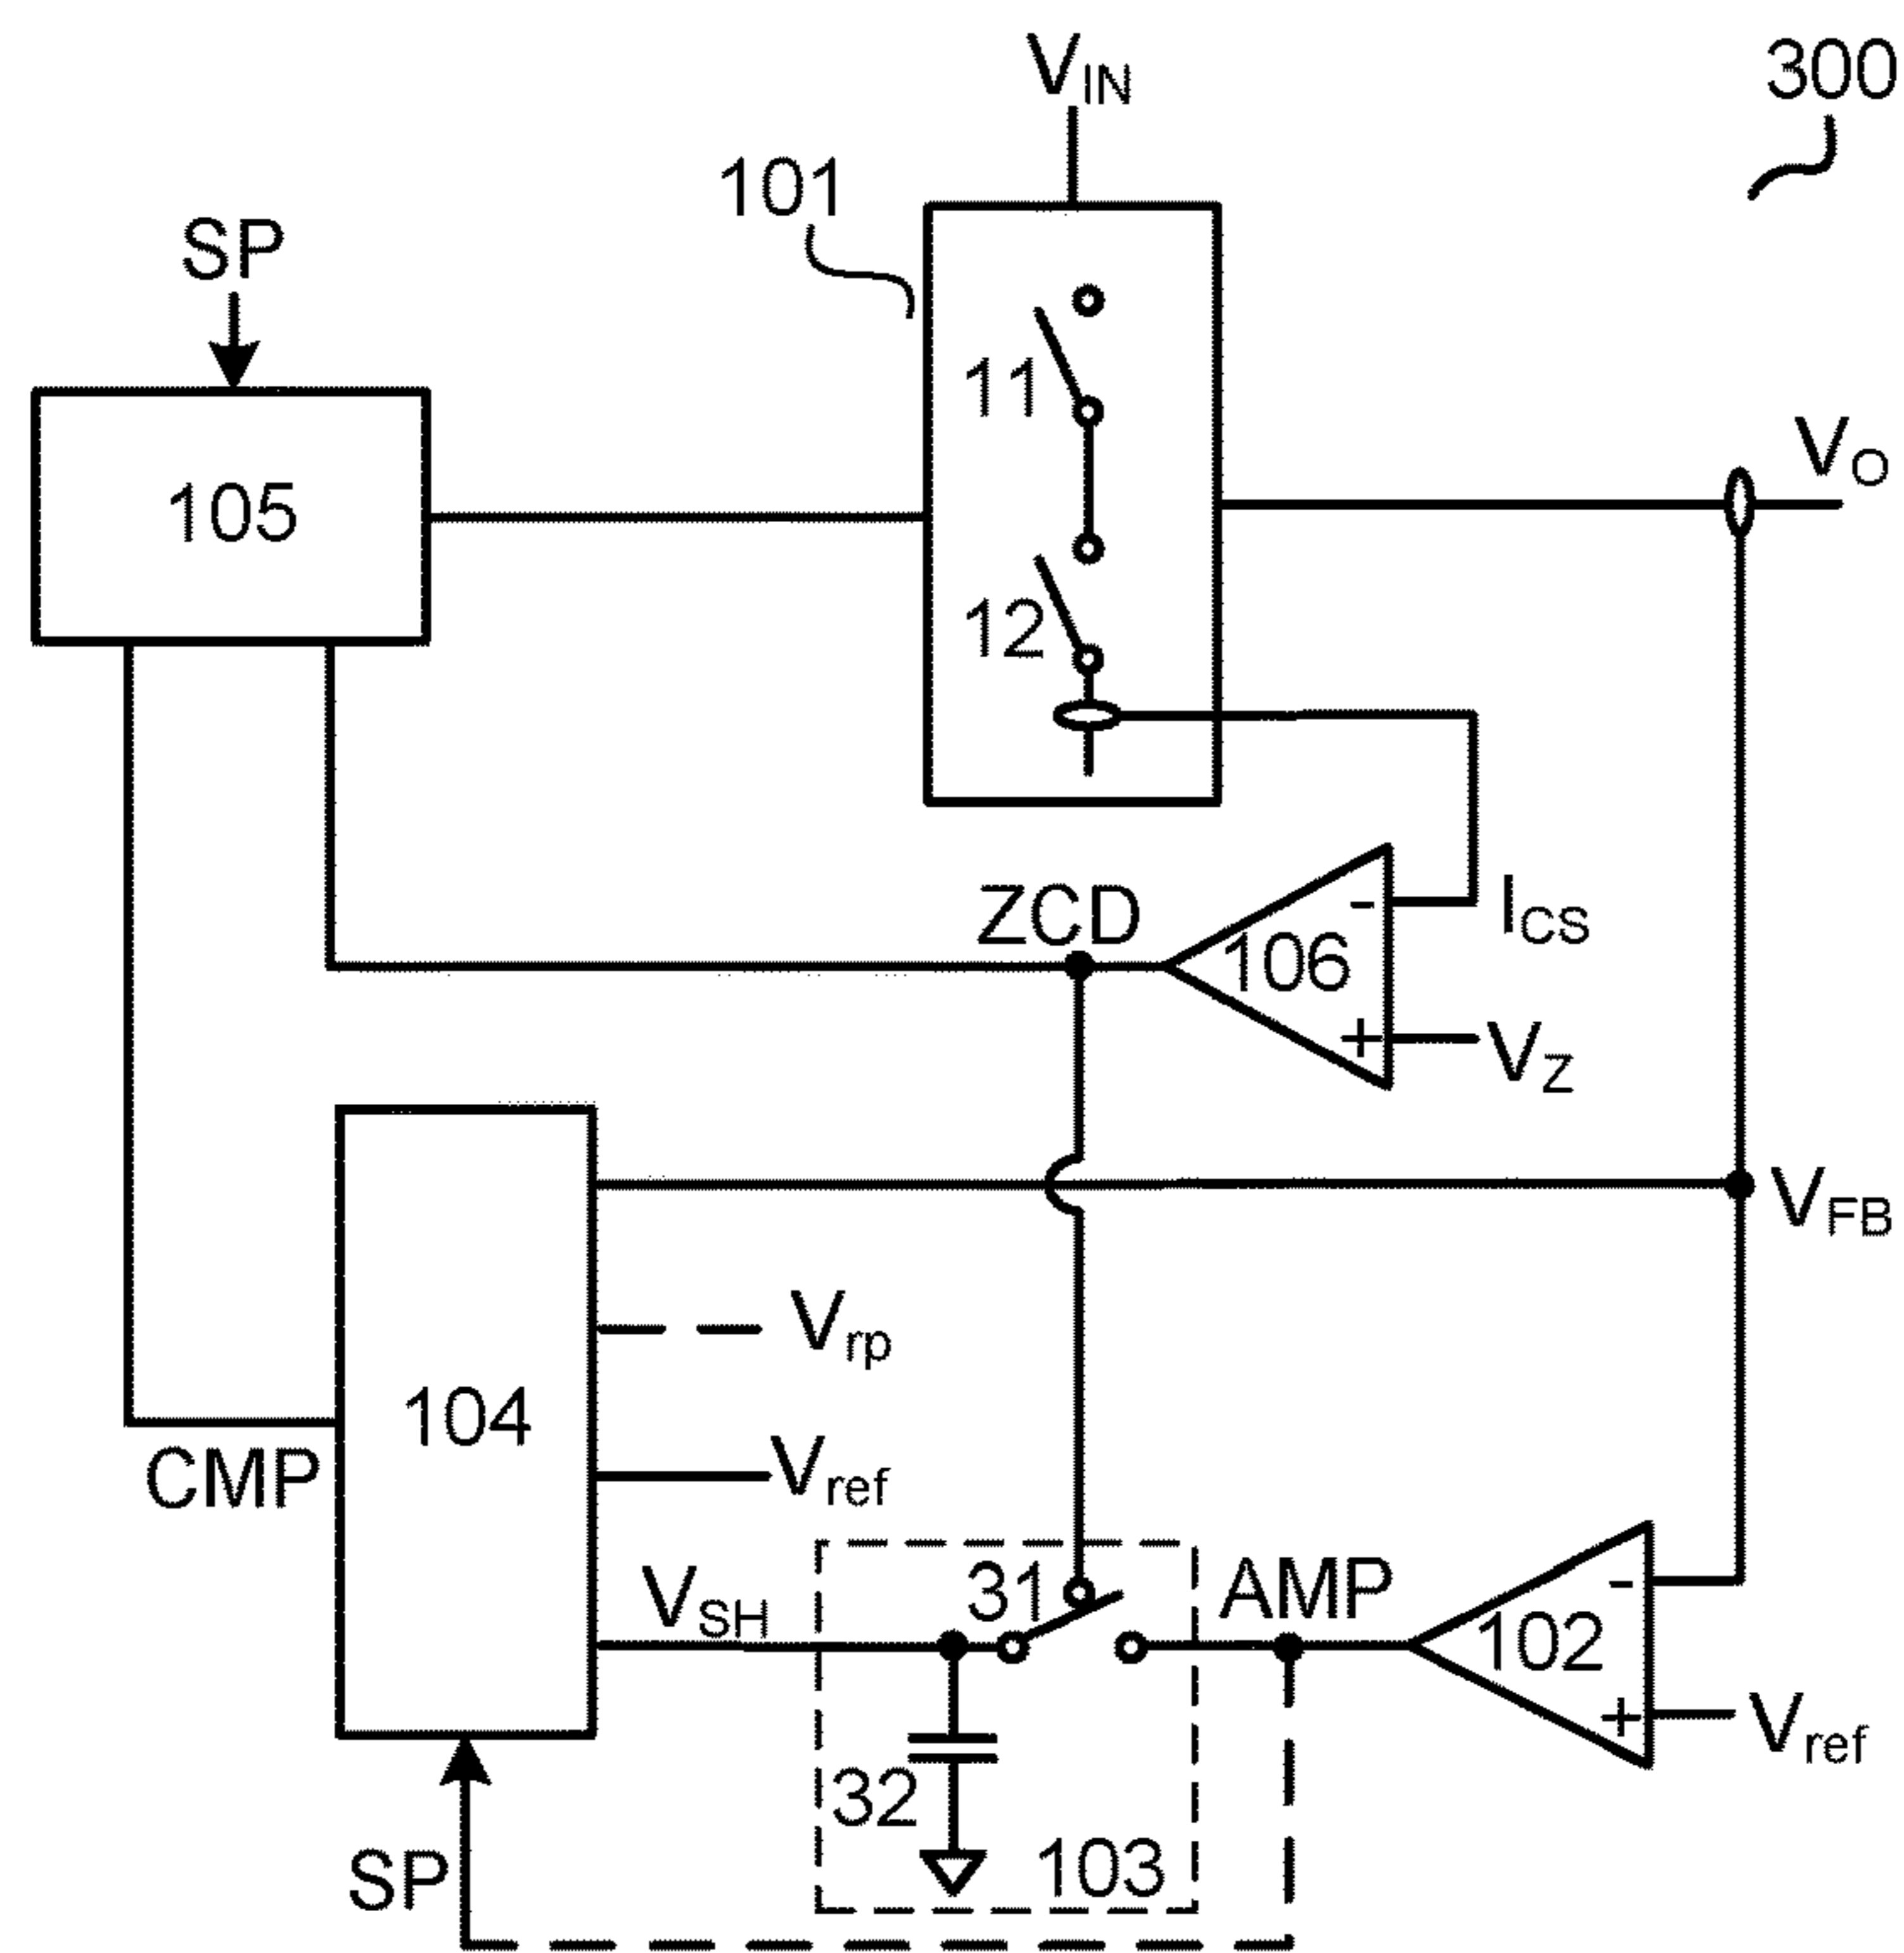 V_IN
300
101
SP
11
105
V_O
12
ZCD
-
I_CS
106
+
V_Z
V_FB
V_rp
104
CMP
V_ref
V_SH
31
AMP
-
102
+
V_ref
32
103
SP